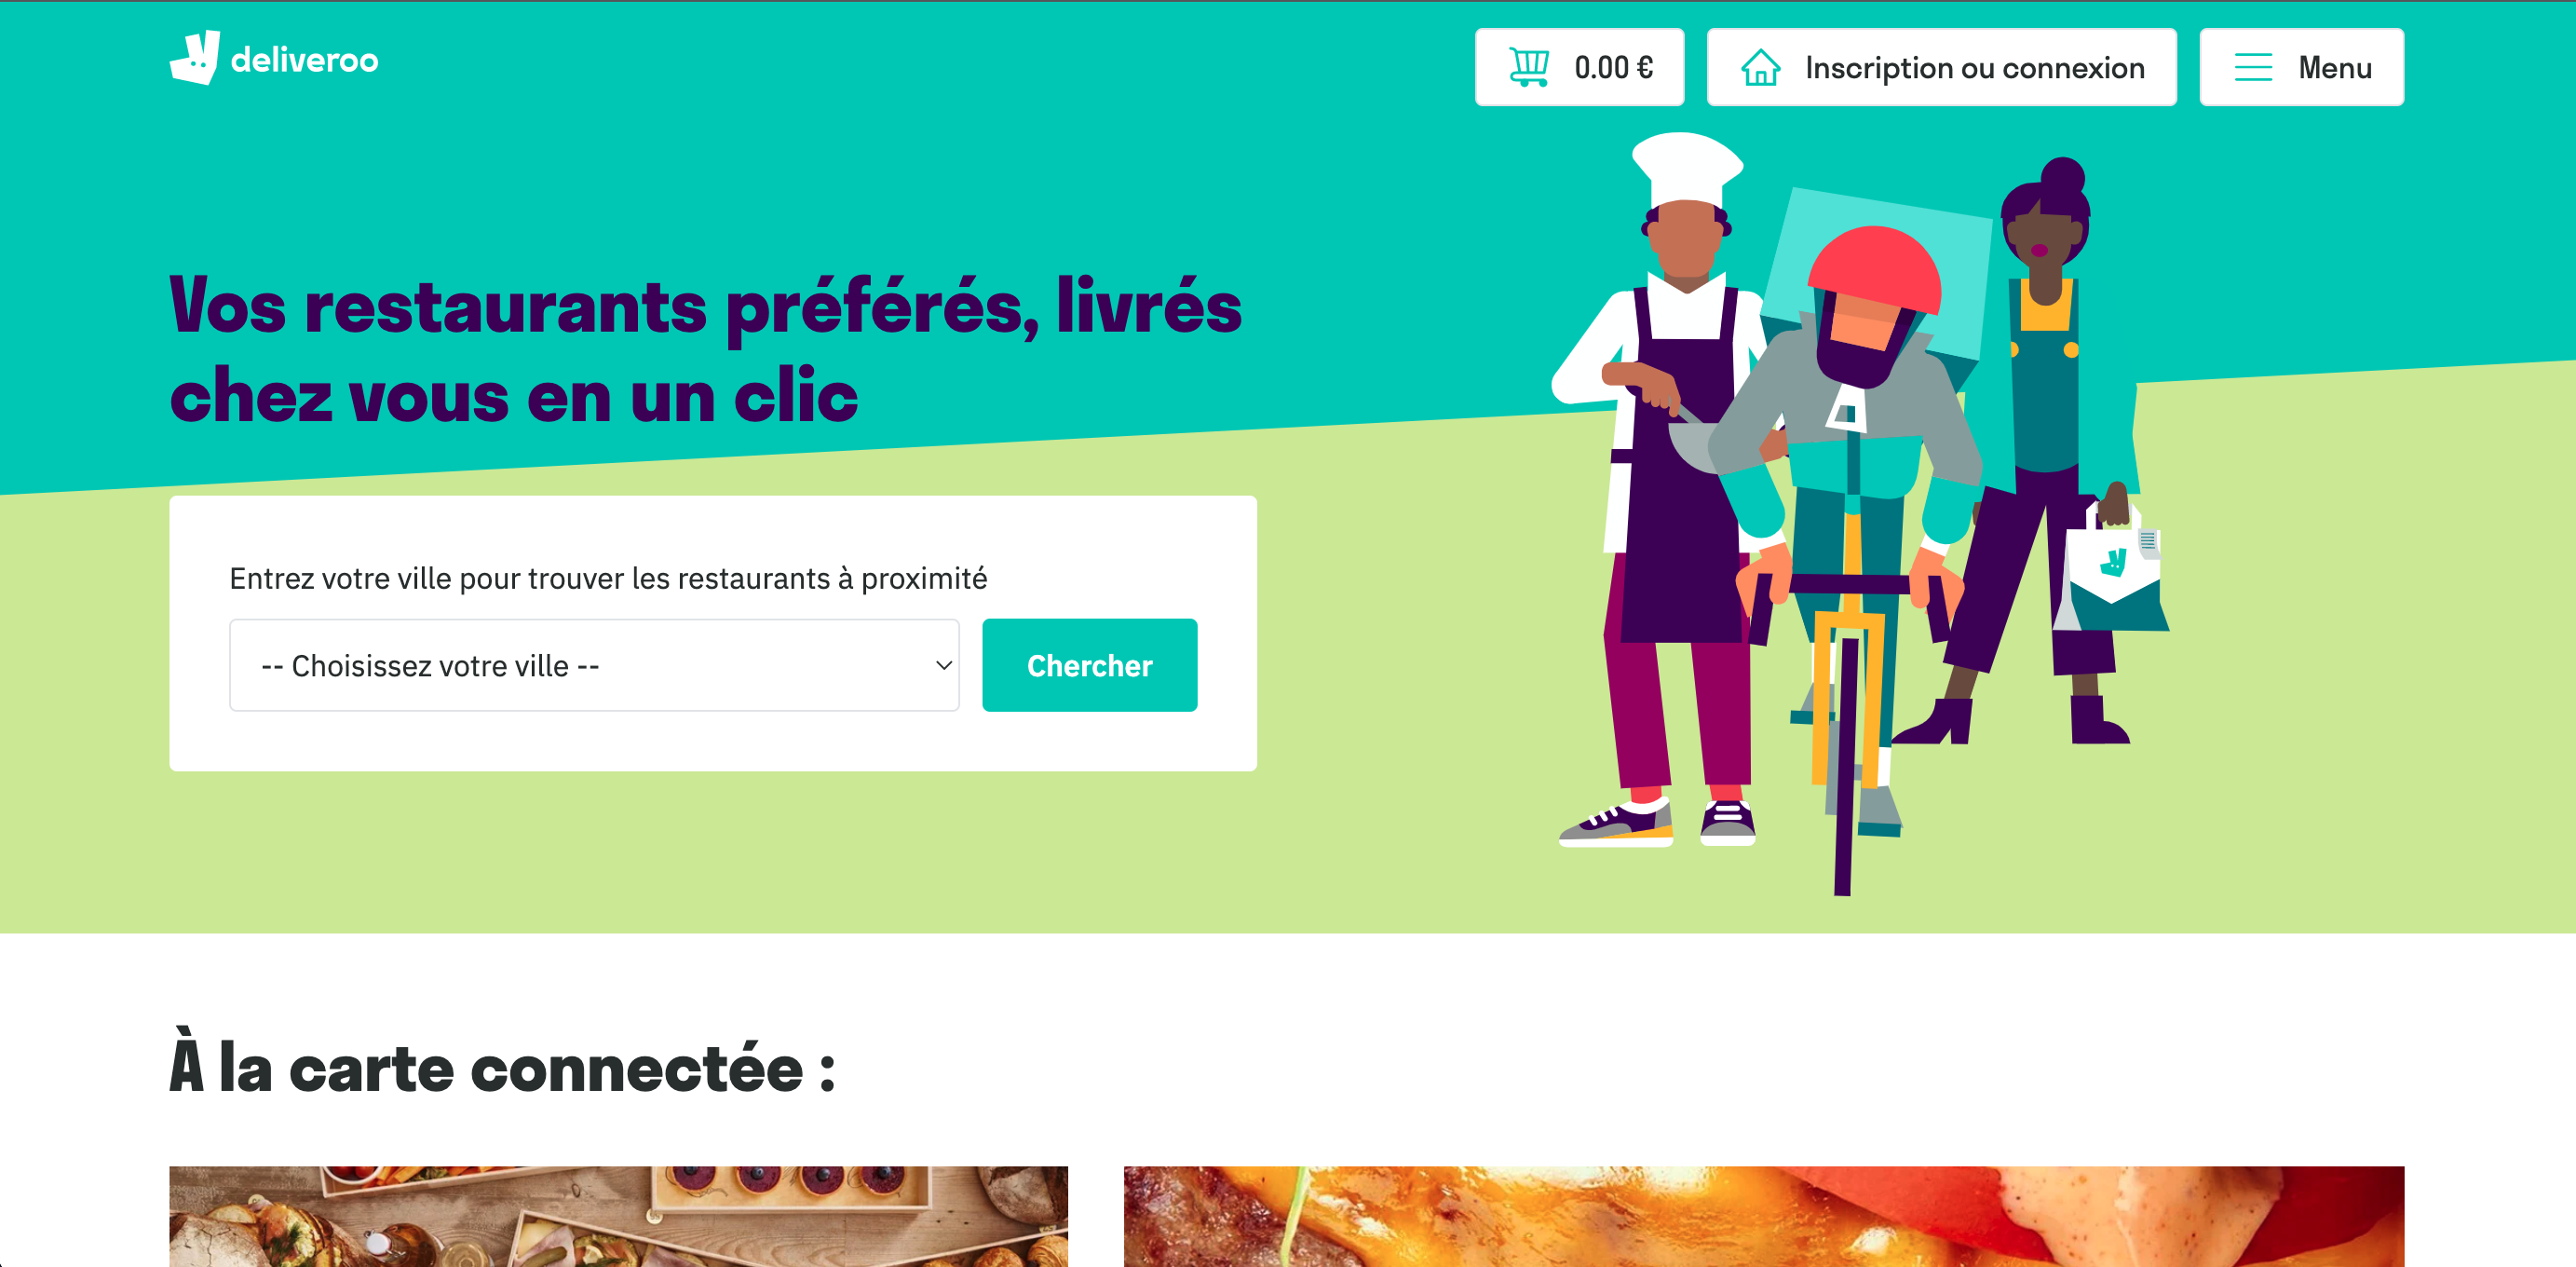 deliveroo
0.00 €
Inscription ou connexion
Menu
Vos restaurants préférés, livrés
chez vous en un clic
Entrez votre ville pour trouver les restaurants à proximité
-- Choisissez votre ville --
Chercher
À la carte connectée :